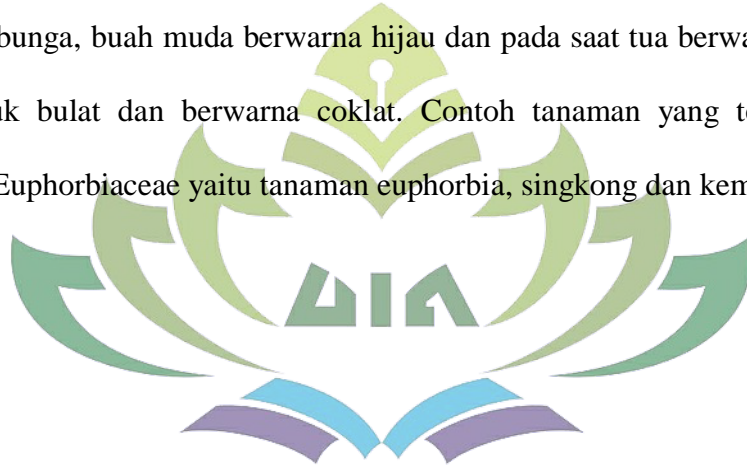 bunga, buah muda berwarna hijau dan pada saat tua berwa
uk bulat dan berwarna coklat. Contoh tanaman yang te
Euphorbiaceae yaitu tanaman euphorbia, singkong dan kem
UIN